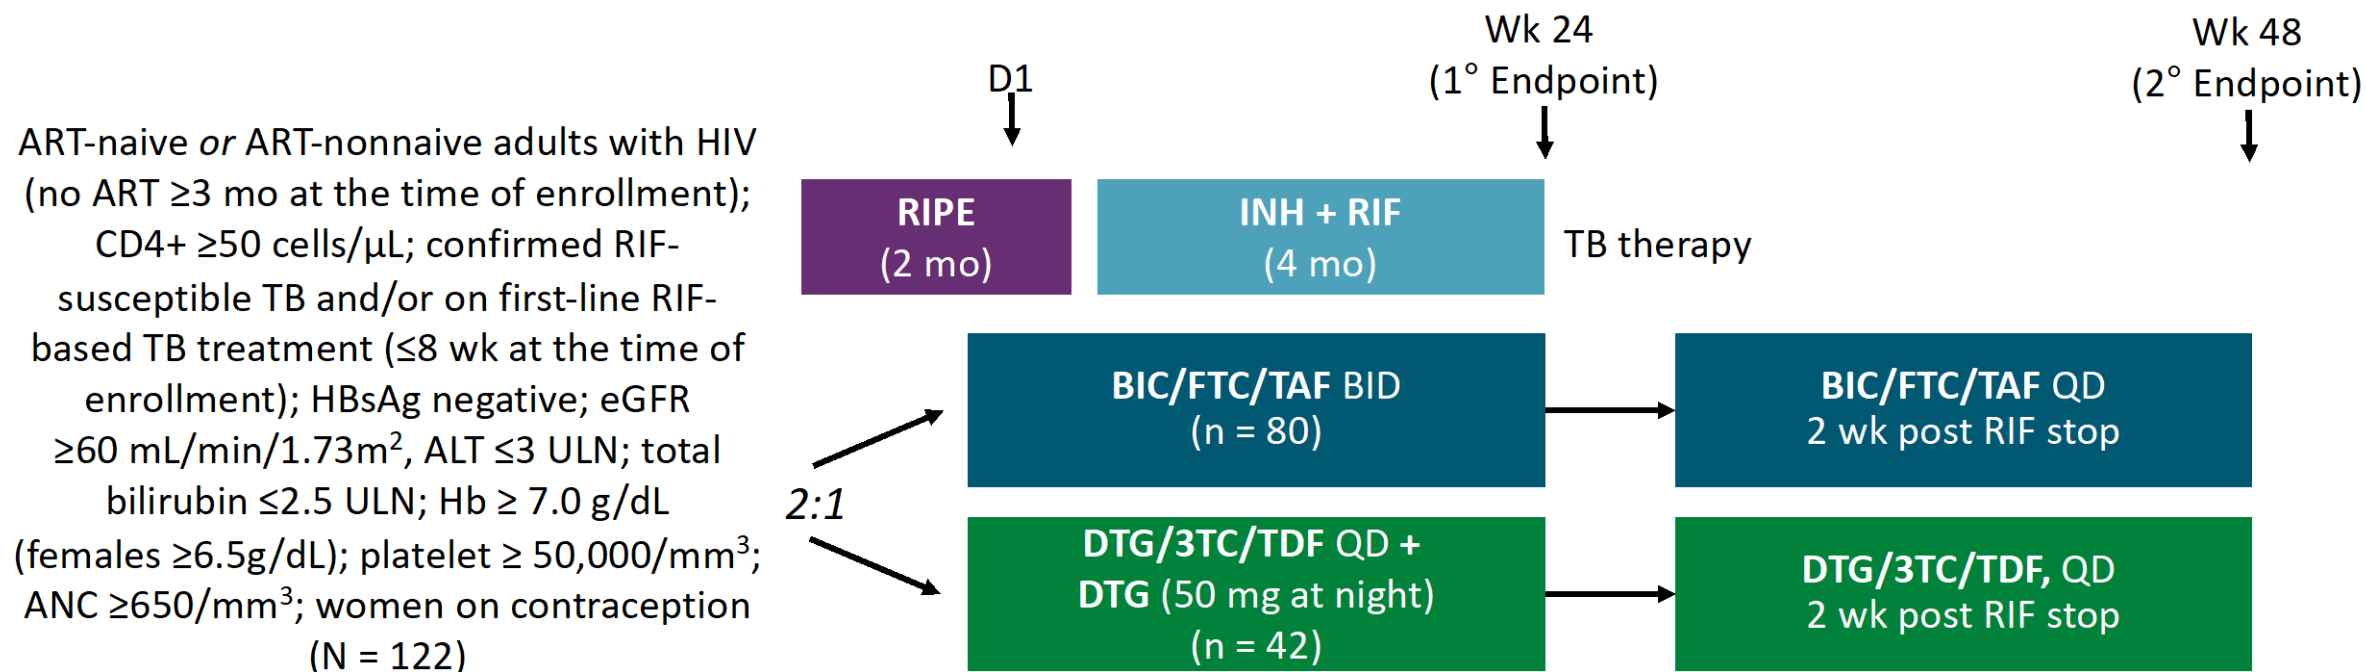 ART-naive or ART-nonnaive adults with HIV
(no ART ≥3 mo at the time of enrollment);
CD4+ ≥50 cells/µL; confirmed RIF-
susceptible TB and/or on first-line RIF-
based TB treatment (≤8 wk at the time of
enrollment); HBsAg negative; eGFR
≥60 mL/min/1.73m², ALT ≤3 ULN; total
bilirubin ≤2.5 ULN; Hb ≥ 7.0 g/dL
(females ≥6.5g/dL); platelet ≥ 50,000/mm³;
ANC ≥650/mm³; women on contraception
(N = 122)
2:1
D1
Wk 24
(1° Endpoint)
Wk 48
(2° Endpoint)
RIPE
(2 mo)
INH + RIF
(4 mo)
TB therapy
BIC/FTC/TAF BID
(n = 80)
BIC/FTC/TAF QD
2 wk post RIF stop
DTG/3TC/TDF QD +
DTG (50 mg at night)
(n = 42)
DTG/3TC/TDF, QD
2 wk post RIF stop